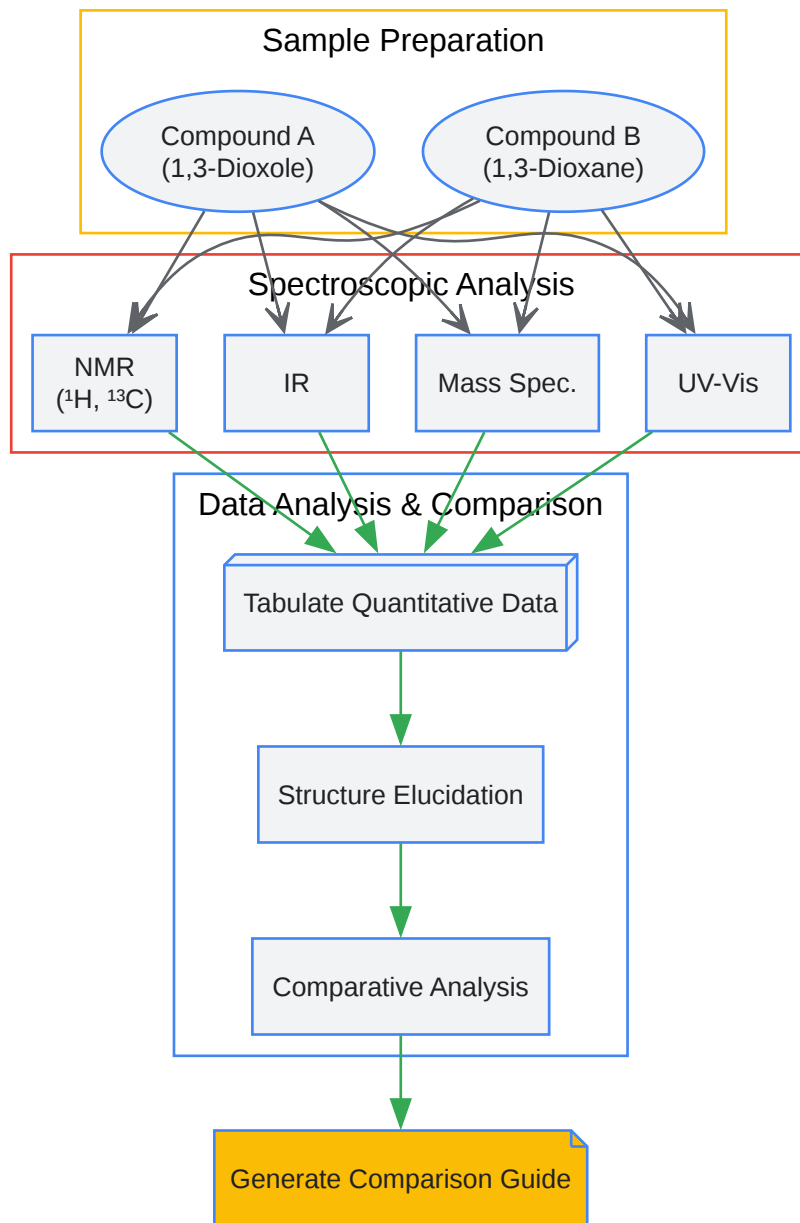 Sample Preparation
Compound A
(1,3-Dioxole)
Compound B
(1,3-Dioxane)
Spectroscopic Analysis
NMR
(¹H, ¹³C)
IR
Mass Spec.
UV-Vis
Data Analysis & Comparison
Tabulate Quantitative Data
Structure Elucidation
Comparative Analysis
Generate Comparison Guide